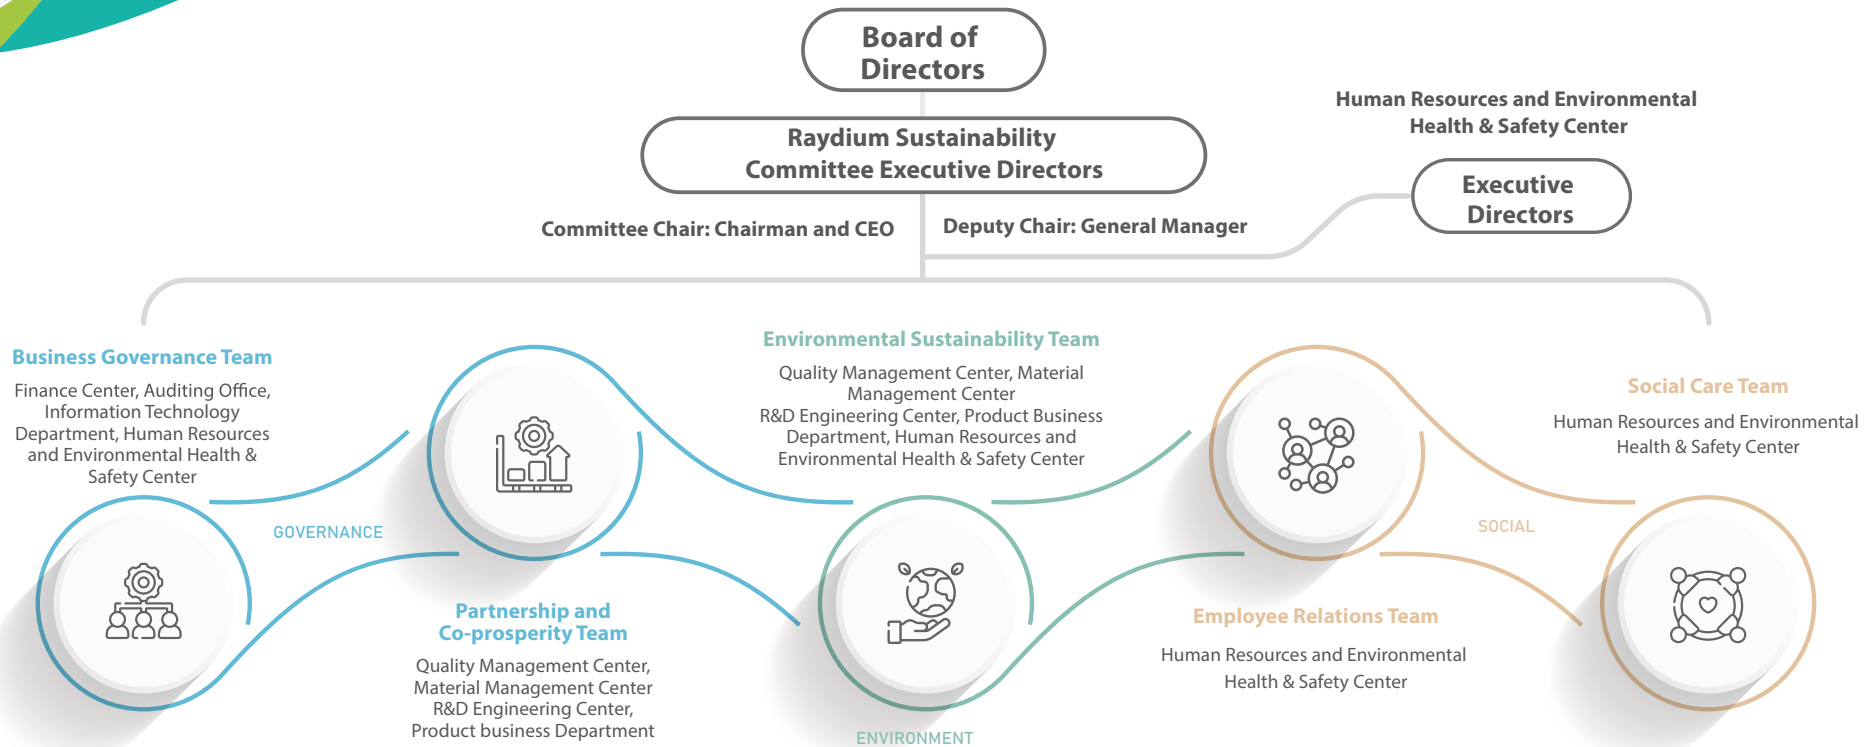 Board of
Directors
Raydium Sustainability
Committee Executive Directors
Human Resources and Environmental
Health & Safety Center
Executive
Directors
Committee Chair: Chairman and CEO
Deputy Chair: General Manager
Business Governance Team
Finance Center, Auditing Office,
Information Technology
Department, Human Resources
and Environmental Health &
Safety Center
GOVERNANCE
Partnership and
Co-prosperity Team
Quality Management Center,
Material Management Center
R&D Engineering Center,
Product business Department
Environmental Sustainability Team
Quality Management Center, Material
Management Center
R&D Engineering Center, Product Business
Department, Human Resources and
Environmental Health & Safety Center
ENVIRONMENT
Employee Relations Team
Human Resources and Environmental
Health & Safety Center
SOCIAL
Social Care Team
Human Resources and Environmental
Health & Safety Center